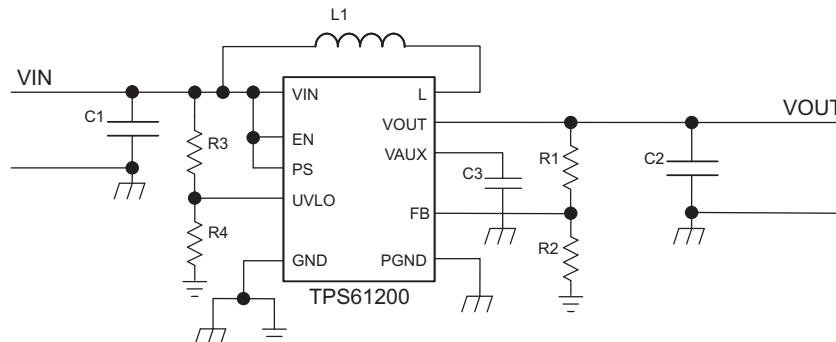 L1
VIN
VIN
L
C1
VOUT
VOUT
EN
R3
VAUX
R1
C2
PS
C3
UVLO
FB
R4
R2
GND
PGND
TPS61200